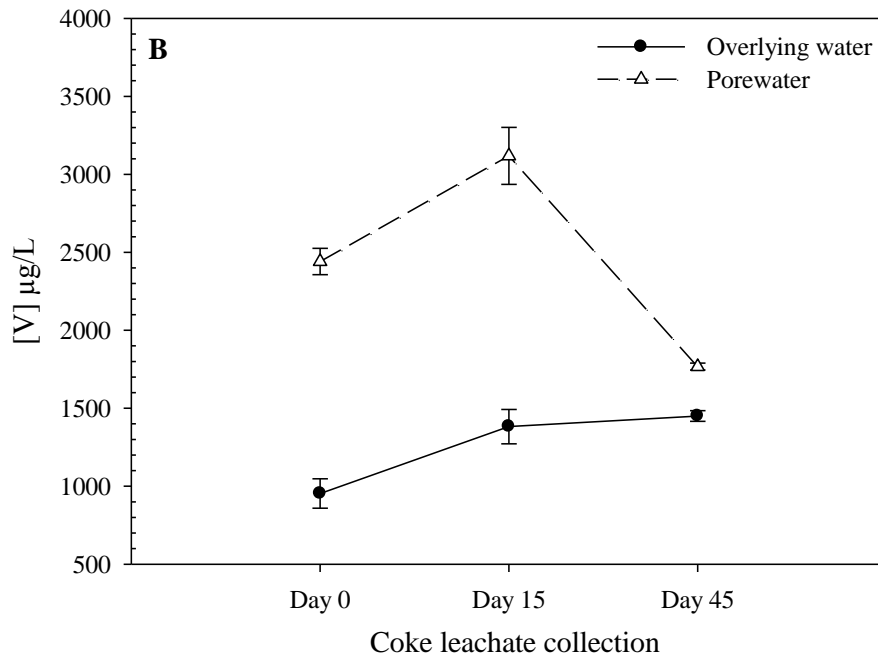 B
Overlying water
Porewater
4000
3500
3000
2500
2000
1500
1000
500
[V] µg/L
Day 0 Day 15 Day 45
Coke leachate collection